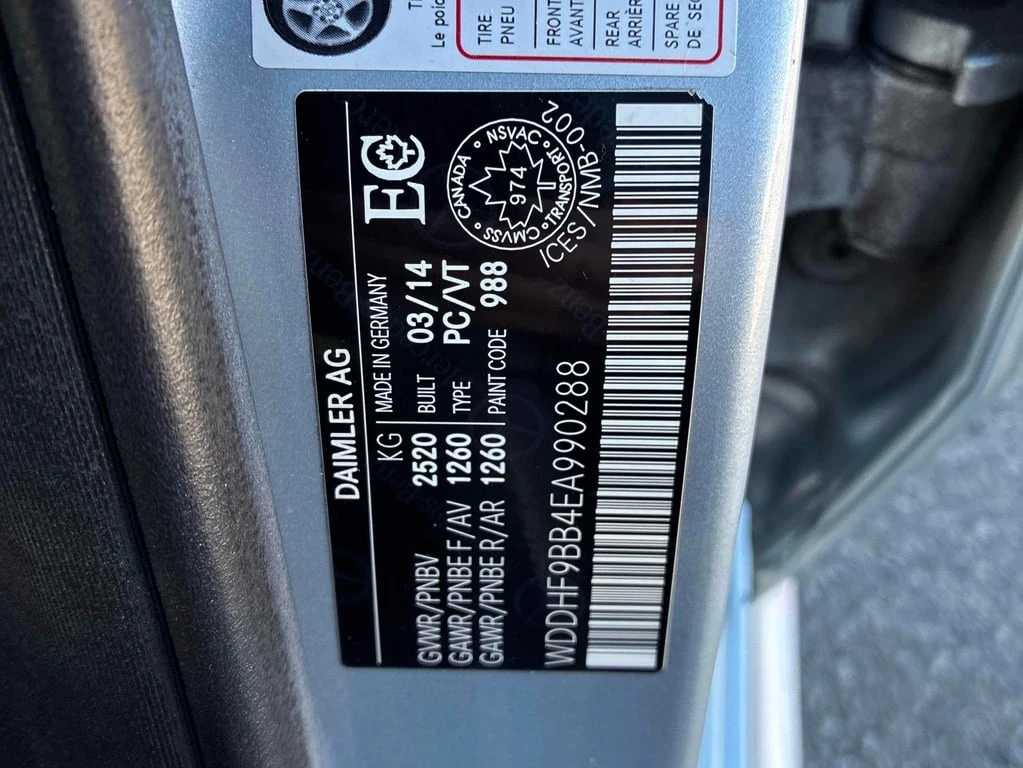 DAIMLER AG
KG MADE IN GERMANY
GVWR/PNBV 2520 BUILT 03/14
GAWR/PNBE F/AV 1260 TYPE PC/VT
GAWR/PNBE R/AR 1260 PAINT CODE 988
EC
CANADA • NSVAC • TRANSPORT • CMVSS •
974
ICES/NMB-002
WDDHF9BB4EA990288
TIRE
PNEU
FRONT
AVANT
REAR
ARRIÈRE
SPARE
DE